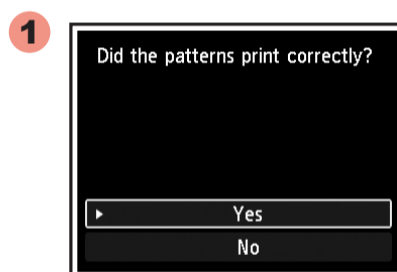 1
Did the patterns print correctly?
Yes
No